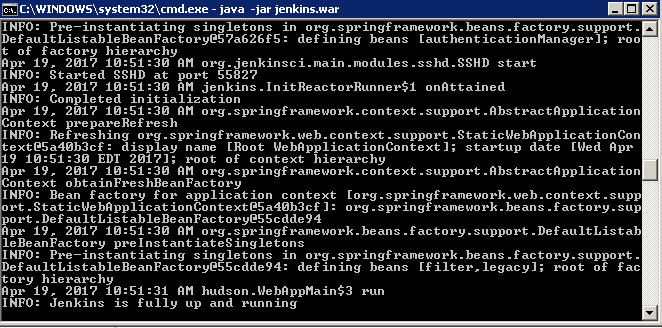 C:\WINDOWS\system32\cmd.exe - java -jar jenkins.war
INFO: Pre-instantiating singletons in org.springframework.beans.factory.support.
DefaultListableBeanFactory@57a626f5: defining beans [authenticationManager]; roo
t of factory hierarchy
Apr 19, 2017 10:51:30 AM org.jenkinsci.main.modules.sshd.SSHD start
INFO: Started SSHD at port 55827
Apr 19, 2017 10:51:30 AM jenkins.InitReactorRunner$1 onAttained
INFO: Completed initialization
Apr 19, 2017 10:51:30 AM org.springframework.context.support.AbstractApplication
Context prepareRefresh
INFO: Refreshing org.springframework.web.context.support.StaticWebApplicationCon
text@5a40b3cf: display name [Root WebApplicationContext]; startup date [Wed Apr
19 10:51:30 EDT 2017]; root of context hierarchy
Apr 19, 2017 10:51:30 AM org.springframework.context.support.AbstractApplication
Context obtainFreshBeanFactory
INFO: Bean factory for application context [org.springframework.web.context.supp
ort.StaticWebApplicationContext@5a40b3cf]: org.springframework.beans.factory.sup
port.DefaultListableBeanFactory@55cdde94
Apr 19, 2017 10:51:30 AM org.springframework.beans.factory.support.DefaultListab
leBeanFactory preInstantiateSingletons
INFO: Pre-instantiating singletons in org.springframework.beans.factory.support.
DefaultListableBeanFactory@55cdde94: defining beans [filter,legacy]; root of fac
tory hierarchy
Apr 19, 2017 10:51:31 AM hudson.WebAppMain$3 run
INFO: Jenkins is fully up and running